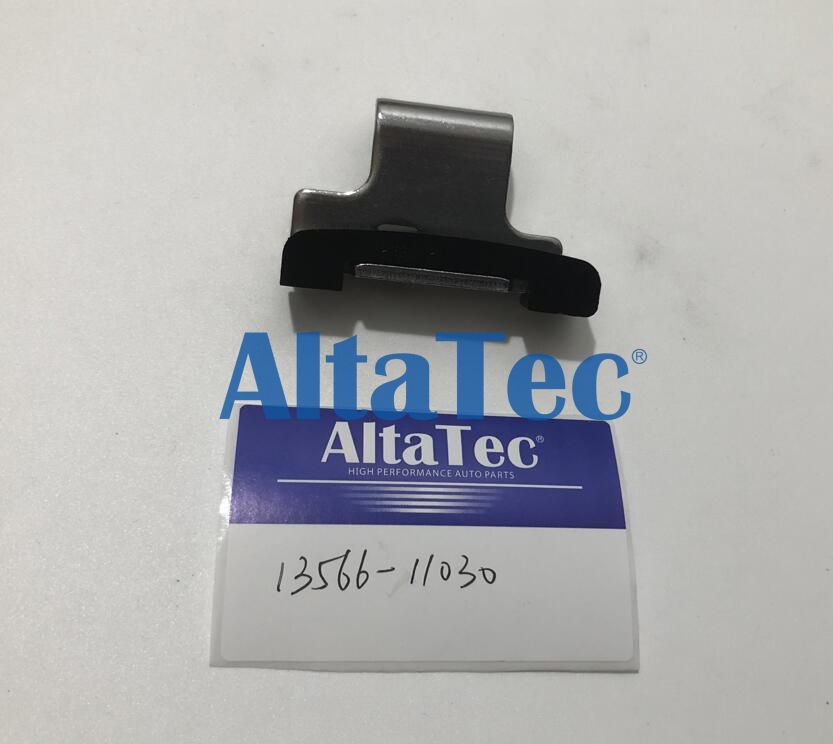 AltaTec®
AltaTec®
HIGH PERFORMANCE AUTO PARTS
13566-11030